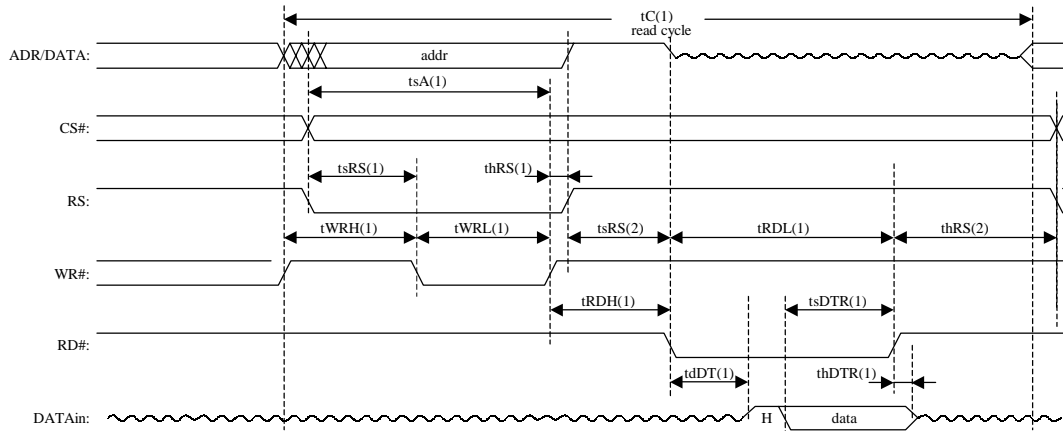 tC(1)
read cycle
ADR/DATA:
addr
tsA(1)
CS#:
tsRS(1)
thRS(1)
RS:
tWRH(1)
tWRL(1)
tsRS(2)
tRDL(1)
thRS(2)
WR#:
tRDH(1)
tsDTR(1)
RD#:
tdDT(1)
thDTR(1)
DATAin:
H
data